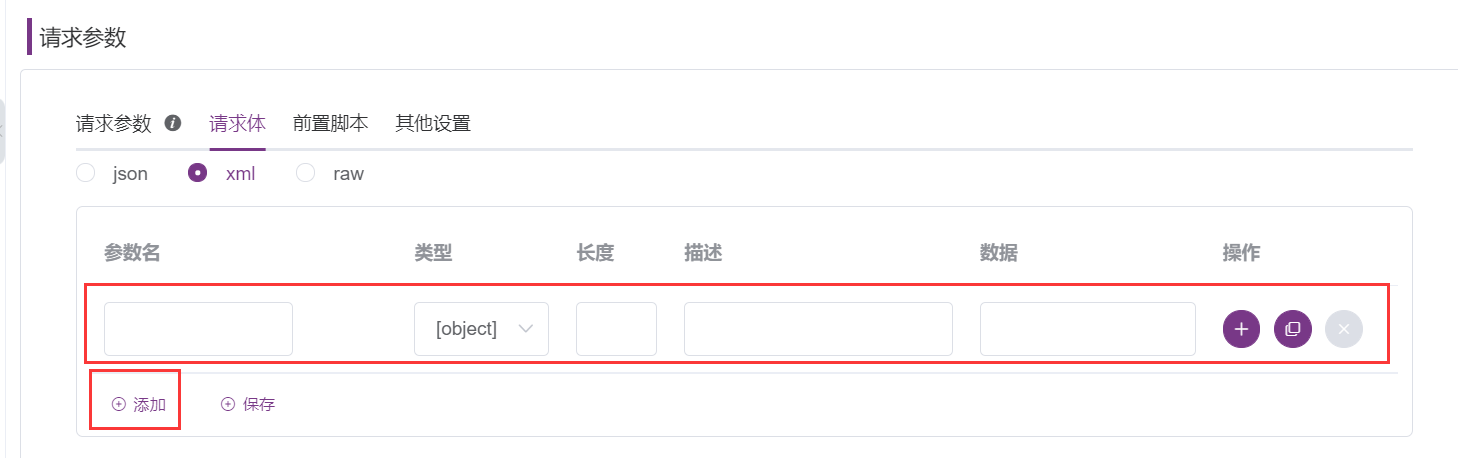 请求参数
请求参数 请求体 前置脚本 其他设置
json xml raw
参数名 类型 长度 描述 数据 操作
[object]
添加 保存